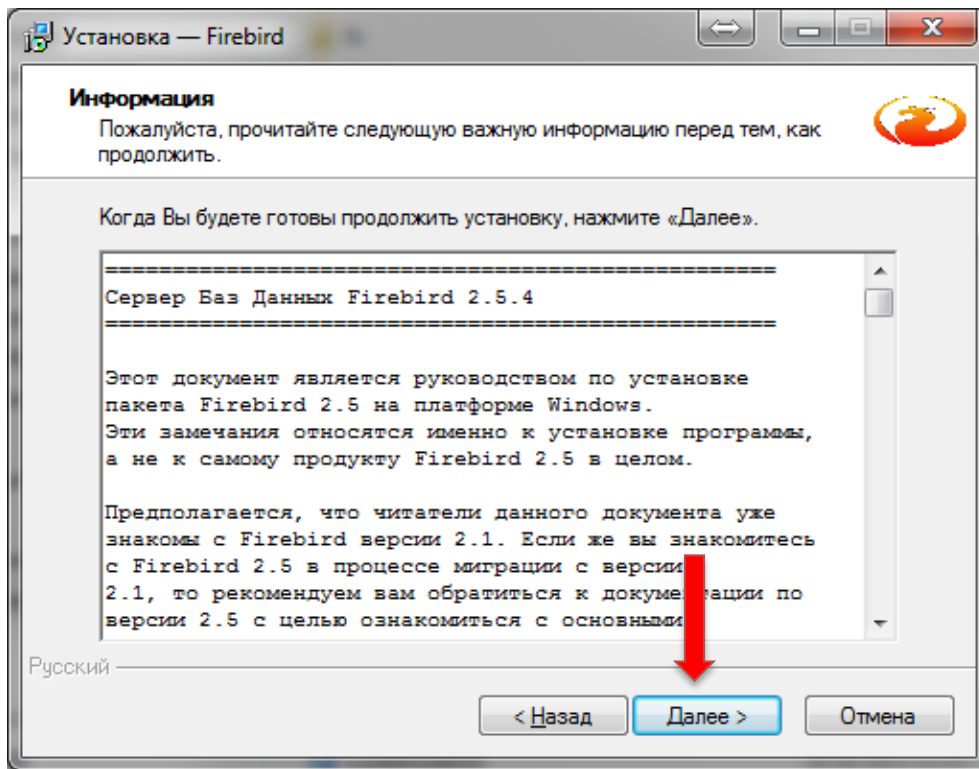 Установка — Firebird
Информация
Пожалуйста, прочитайте следующую важную информацию перед тем, как
продолжить.
Когда Вы будете готовы продолжить установку, нажмите «Далее».
==================================================
Сервер Баз Данных Firebird 2.5.4
==================================================
Этот документ является руководством по установке
пакета Firebird 2.5 на платформе Windows.
Эти замечания относятся именно к установке программы,
а не к самому продукту Firebird 2.5 в целом.
Предполагается, что читатели данного документа уже
знакомы с Firebird версии 2.1. Если же вы знакомитесь
с Firebird 2.5 в процессе миграции с версии
2.1, то рекомендуем вам обратиться к документации по
версии 2.5 с целью ознакомиться с основными
Русский
< Назад
Далее >
Отмена